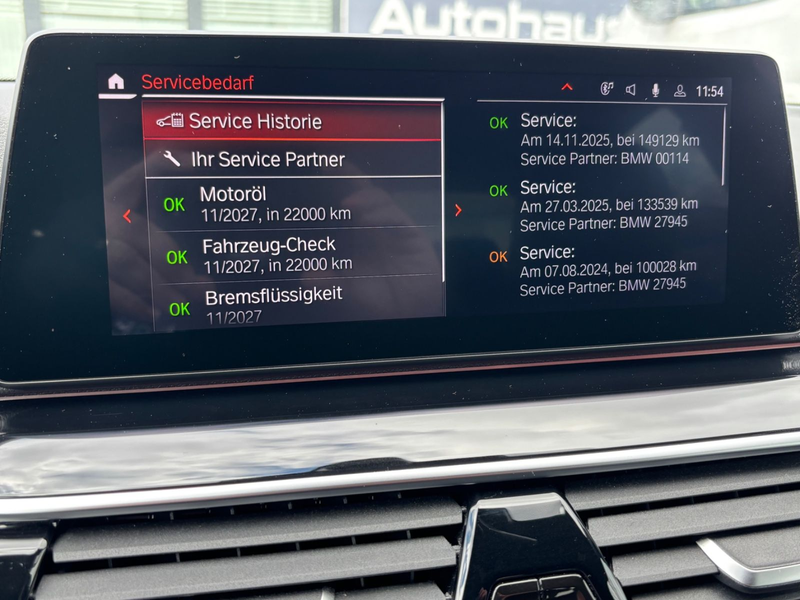 Autohaus
Servicebedarf
11:54
Service Historie
Ihr Service Partner
OK Motoröl
11/2027, in 22000 km
OK Fahrzeug-Check
11/2027, in 22000 km
OK Bremsflüssigkeit
11/2027
OK Service:
Am 14.11.2025, bei 149129 km
Service Partner: BMW 00114
OK Service:
Am 27.03.2025, bei 133539 km
Service Partner: BMW 27945
OK Service:
Am 07.08.2024, bei 100028 km
Service Partner: BMW 27945